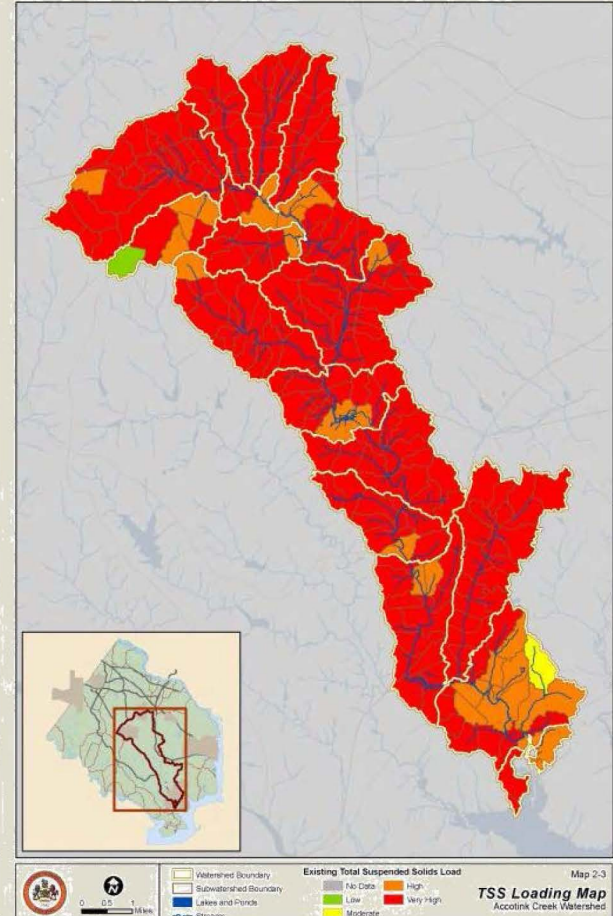 Watershed Boundary
Subwatershed Boundary
Lakes and Ponds
Streams
Existing Total Suspended Solids Load
No Data
Low
Moderate
High
Very High
Map 2-3
TSS Loading Map
Accotink Creek Watershed
0 0.5 1
Miles